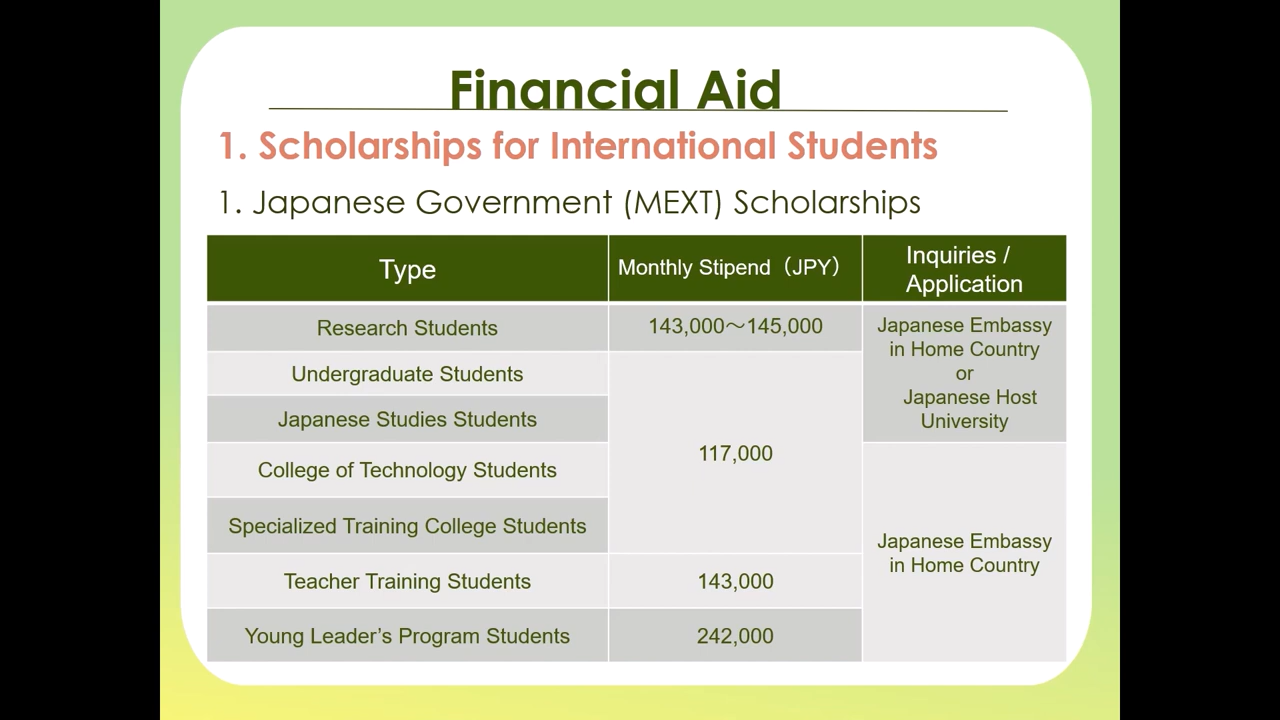 Financial Aid
1. Scholarships for International Students
1. Japanese Government (MEXT) Scholarships
Type
Monthly Stipend（JPY）
Inquiries /
Application
Research Students
143,000～145,000
Japanese Embassy
in Home Country
or
Japanese Host
University
Undergraduate Students
Japanese Studies Students
117,000
College of Technology Students
Specialized Training College Students
Japanese Embassy
in Home Country
Teacher Training Students
143,000
Young Leader’s Program Students
242,000